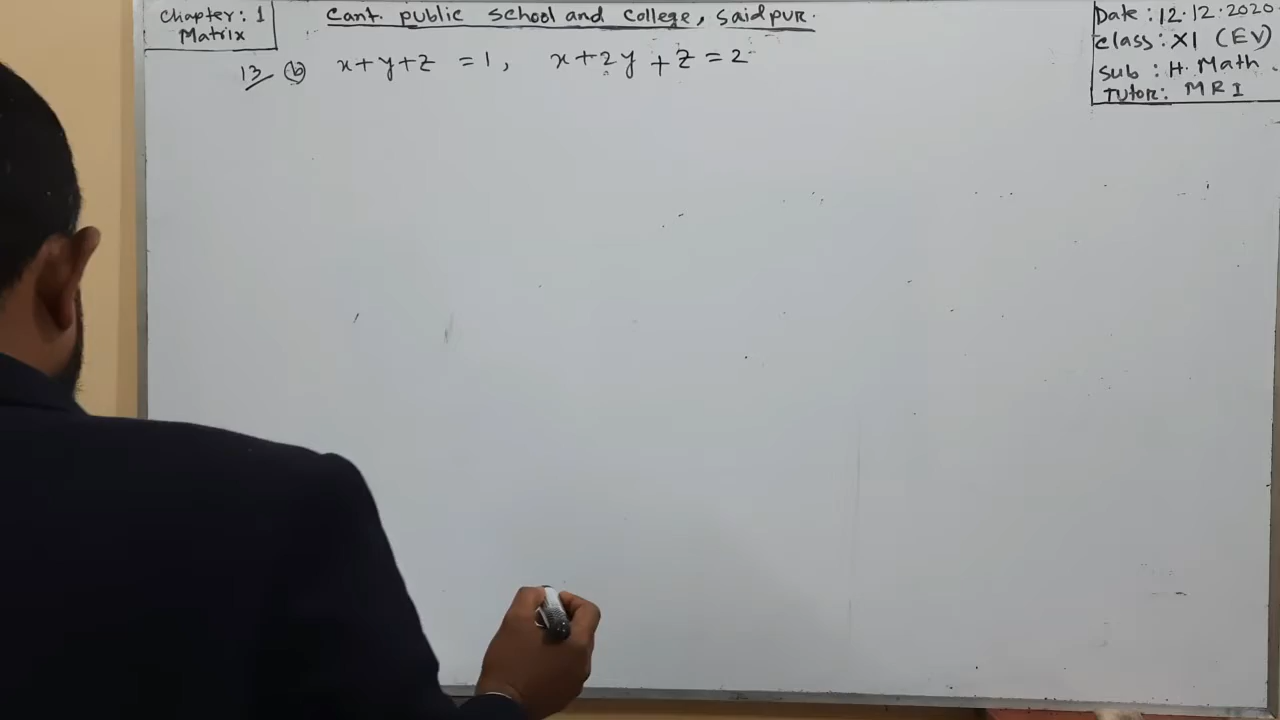 Chapter: 1
Matrix
Cant. public school and college, Saidpur.
Date: 12.12.2020
Class: XI (EV)
Sub : H. Math.
Tutor: MRI
13 (b) x+y+z = 1, x+2y+z=2